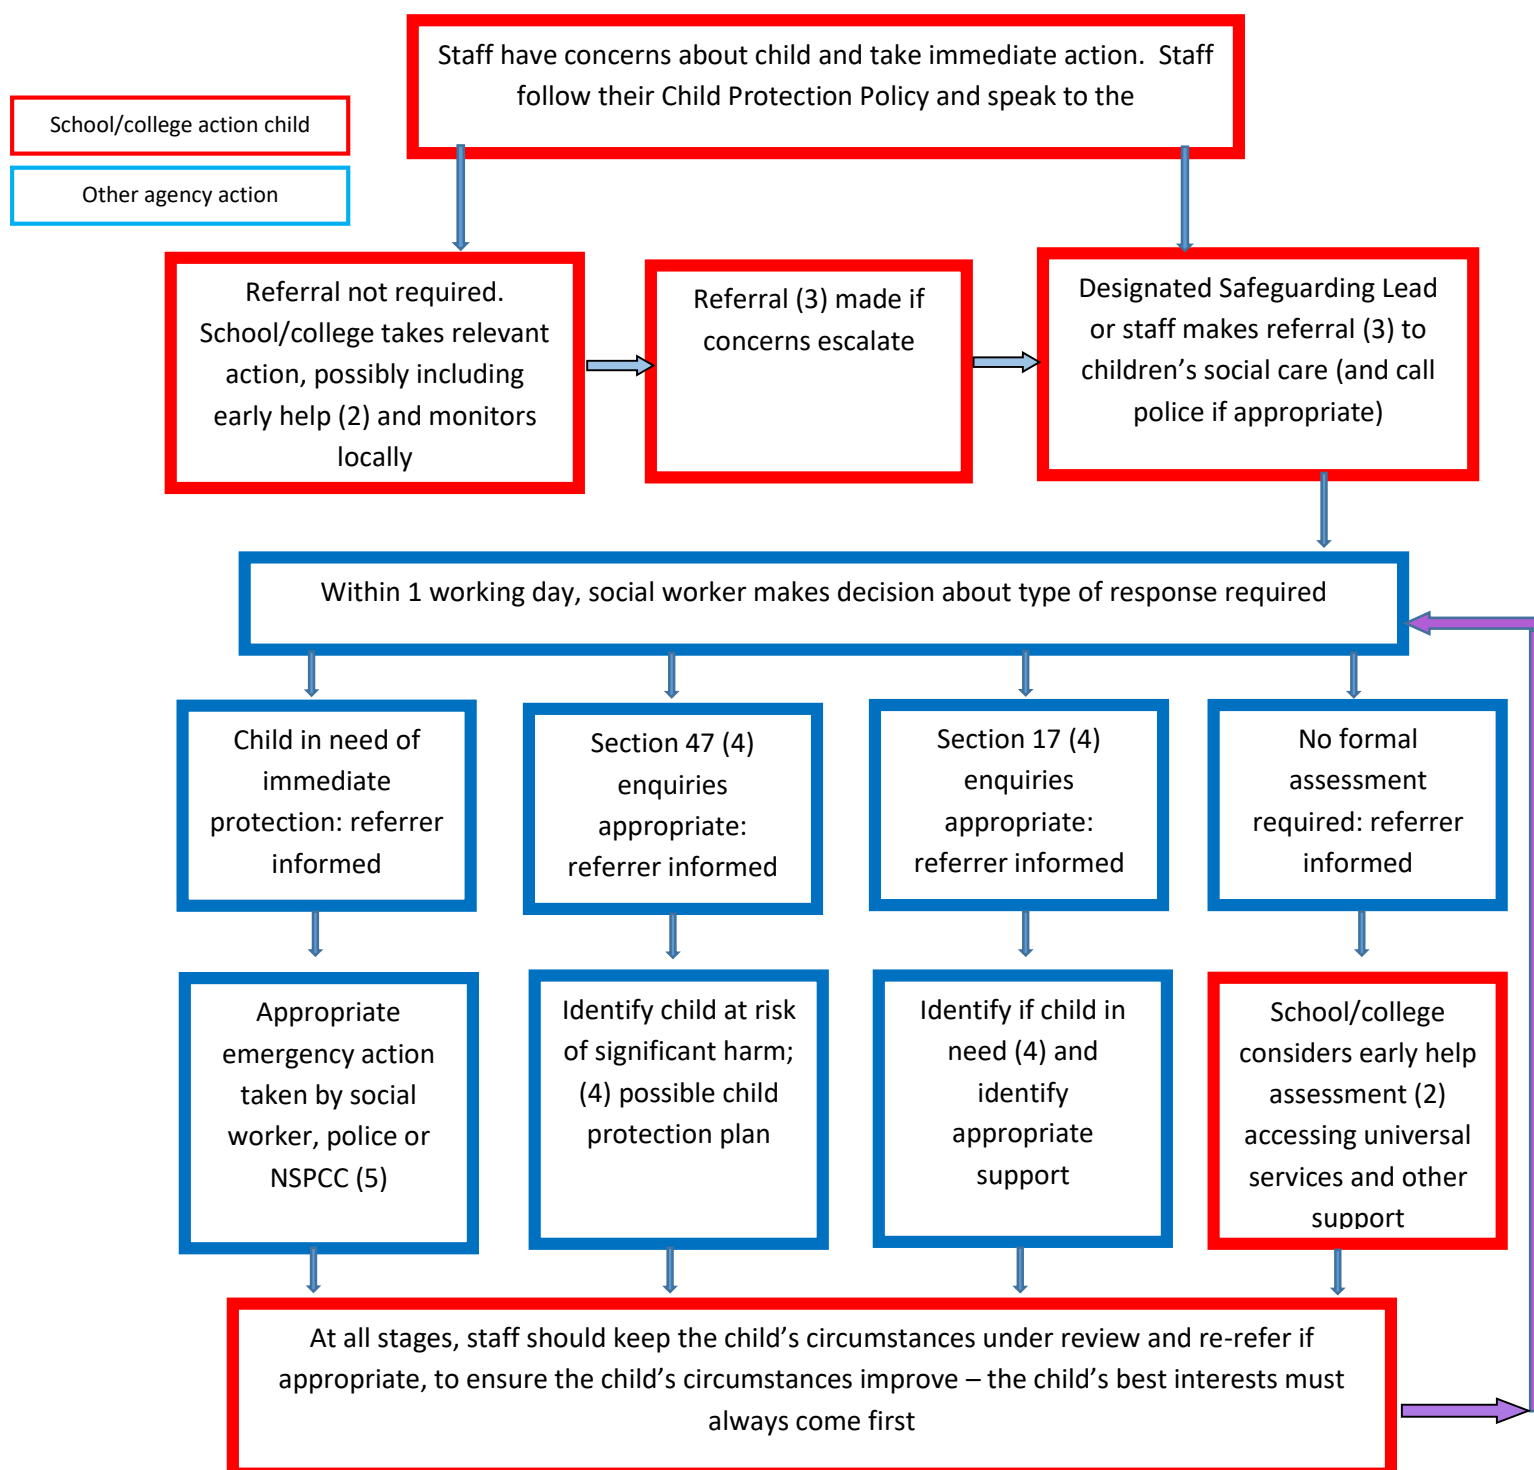 Staff have concerns about child and take immediate action.  Staff
follow their Child Protection Policy and speak to the
School/college action child
Other agency action
Referral not required.
School/college takes relevant
action, possibly including
early help (2) and monitors
locally
Referral (3) made if
concerns escalate
Designated Safeguarding Lead
or staff makes referral (3) to
children’s social care (and call
police if appropriate)
Within 1 working day, social worker makes decision about type of response required
Child in need of
immediate
protection: referrer
informed
Section 47 (4)
enquiries
appropriate:
referrer informed
Section 17 (4)
enquiries
appropriate:
referrer informed
No formal
assessment
required: referrer
informed
Appropriate
emergency action
taken by social
worker, police or
NSPCC (5)
Identify child at risk
of significant harm;
(4) possible child
protection plan
Identify if child in
need (4) and
identify
appropriate
support
School/college
considers early help
assessment (2)
accessing universal
services and other
support
At all stages, staff should keep the child’s circumstances under review and re-refer if
appropriate, to ensure the child’s circumstances improve – the child’s best interests must
always come first